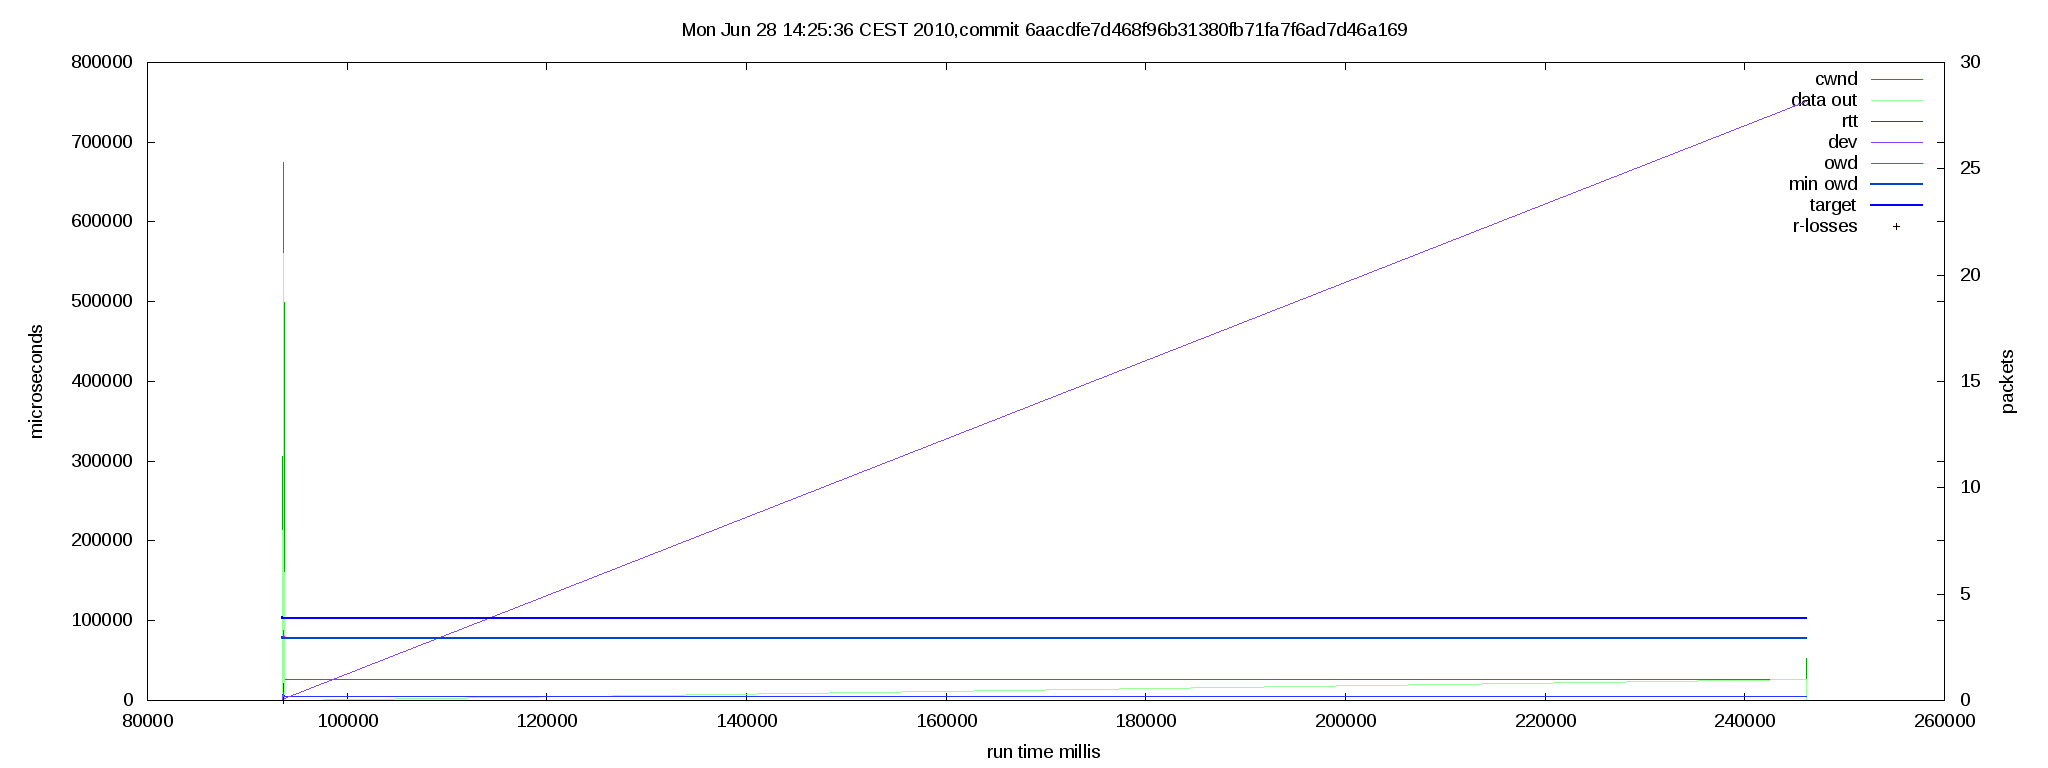 Mon Jun 28 14:25:36 CEST 2010,commit 6aacdfe7d468f96b31380fb71fa7f6ad7d46a169
800000
700000
600000
500000
400000
300000
200000
100000
0
microseconds
30
25
20
15
10
5
0
packets
cwnd
data out
rtt
dev
owd
min owd
target
r-losses
80000 100000 120000 140000 160000 180000 200000 220000 240000 260000
run time millis